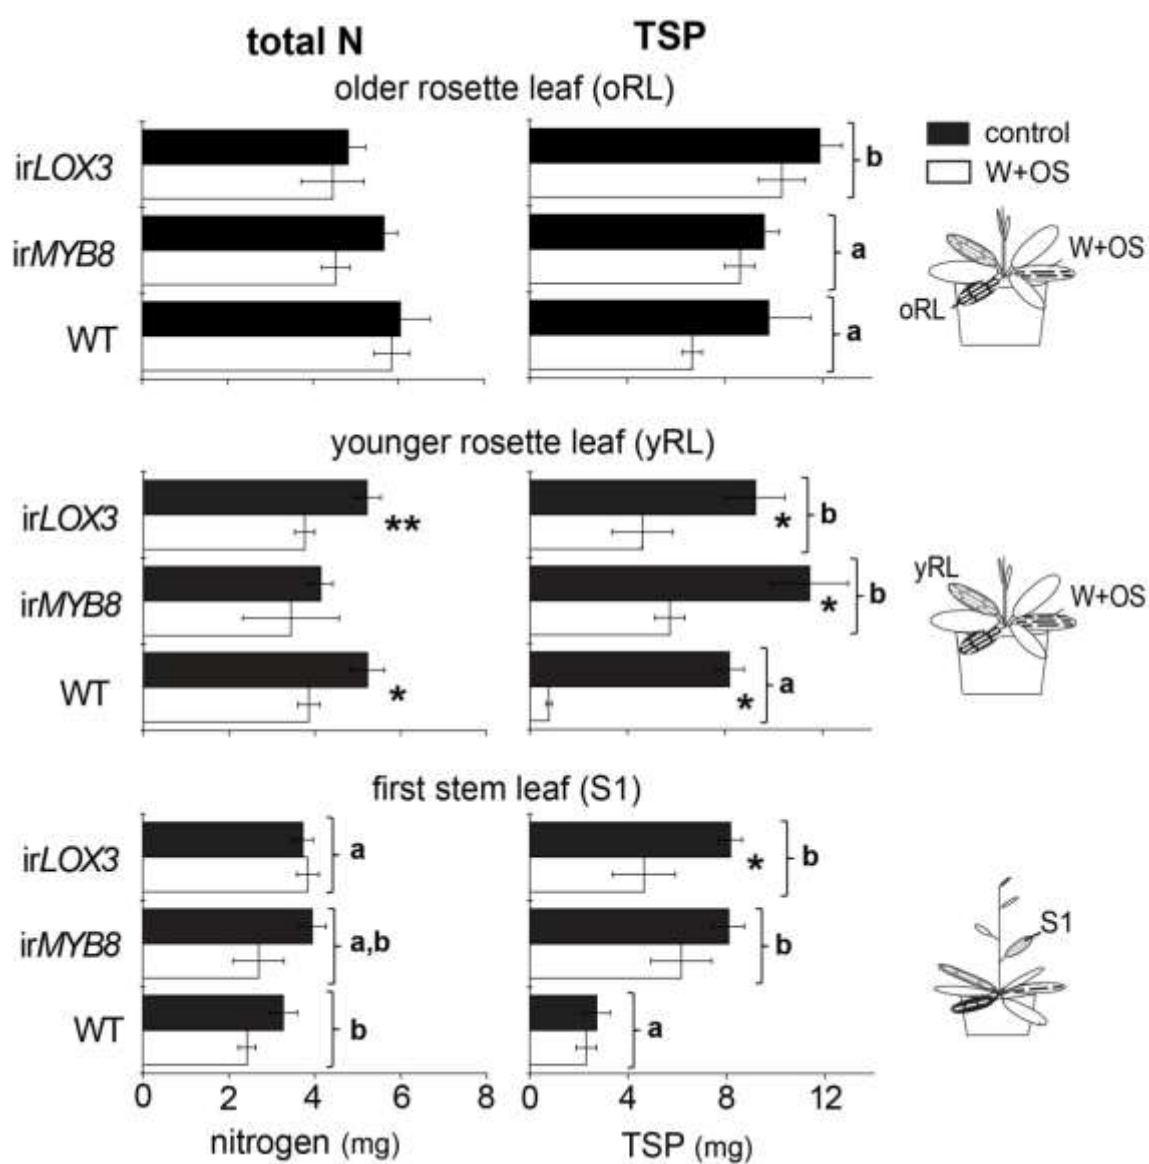 total N TSP
older rosette leaf (oRL)
irLOX3 b control
W+OS
irMYB8 a W+OS
oRL
WT a
younger rosette leaf (yRL)
irLOX3 ** * b
irMYB8 * b yRL W+OS
WT * * a
first stem leaf (S1)
irLOX3 a * b
irMYB8 a,b b S1
WT b a
0 2 4 6 8 0 4 8 12
nitrogen (mg) TSP (mg)